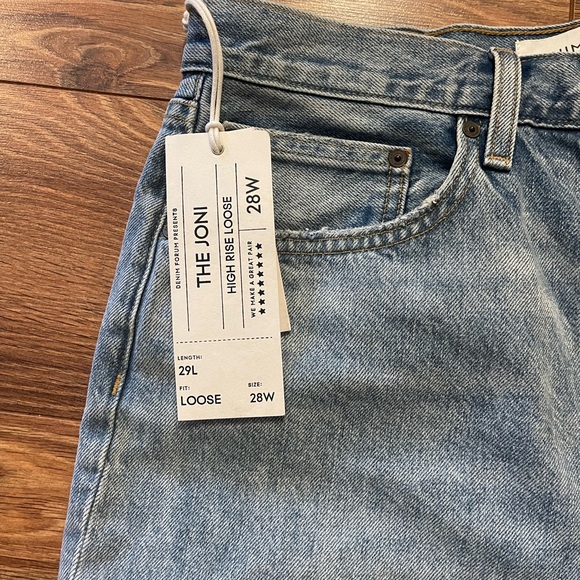 DENIM FORUM PRESENTS
THE JONI
HIGH RISE LOOSE
28W
WE MAKE A GREAT PAIR
★★★★★★★★
LENGTH:
29L
FIT:
LOOSE
SIZE:
28W